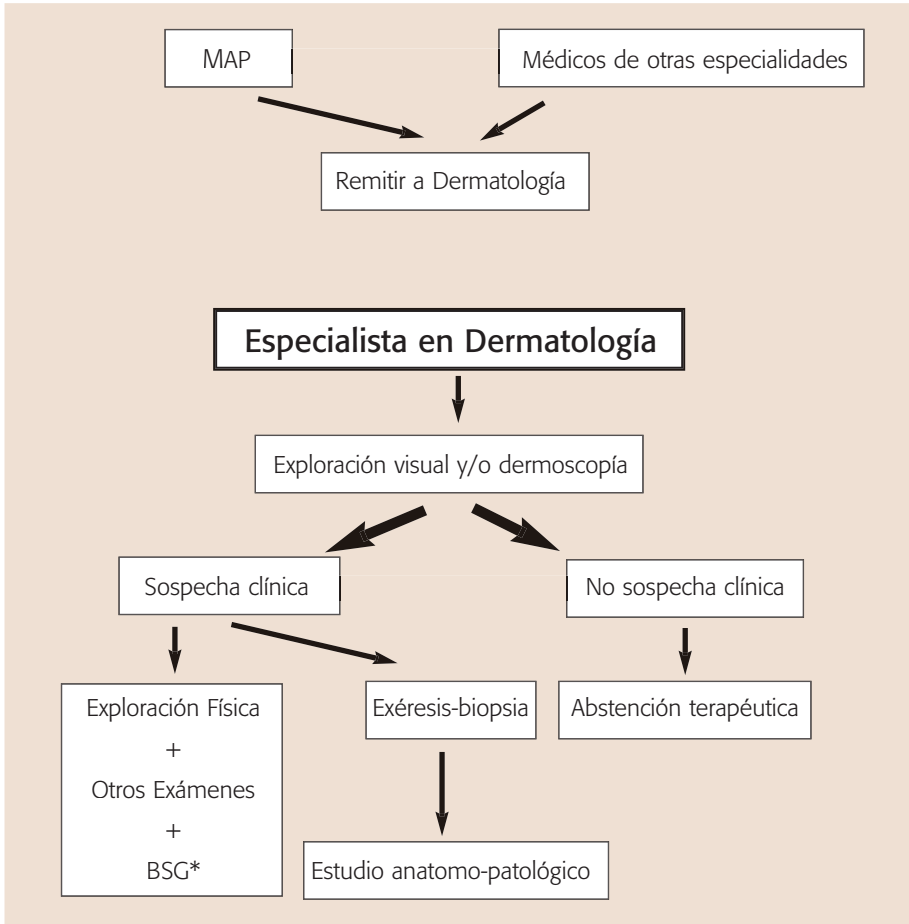 MAP
Médicos de otras especialidades
Remitir a Dermatología
Especialista en Dermatología
Exploración visual y/o dermoscopía
Sospecha clínica
No sospecha clínica
Exploración Física
+
Otros Exámenes
+
BSG*
Exéresis-biopsia
Abstención terapéutica
Estudio anatomo-patológico